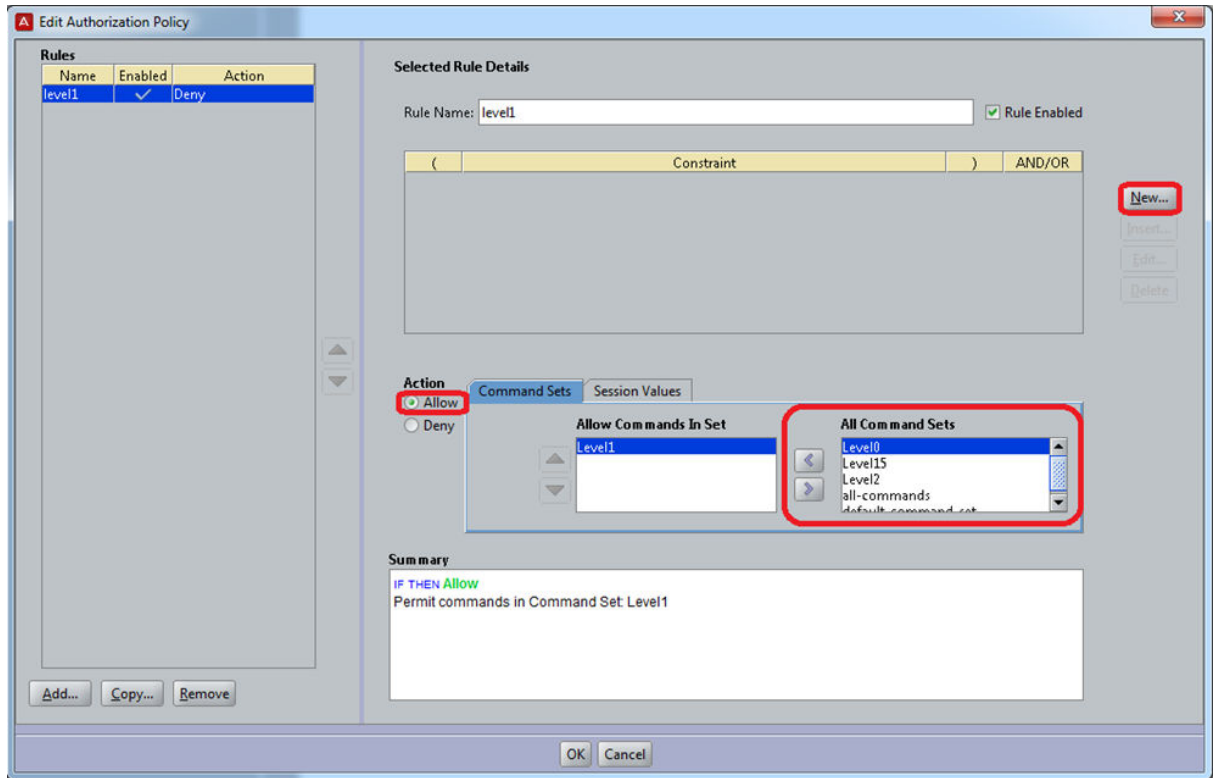 Edit Authorization Policy
Rules
Name Enabled Action
level1 Deny
Add... Copy... Remove
Selected Rule Details
Rule Name: level1 Rule Enabled
( Constraint ) AND/OR
New...
Insert...
Edit...
Delete
Action
Allow
Deny
Command Sets Session Values
Allow Commands In Set
Level1
All Command Sets
Level0
Level15
Level2
all-commands
default-command-set
Summary
IF THEN Allow
Permit commands in Command Set: Level1
OK Cancel